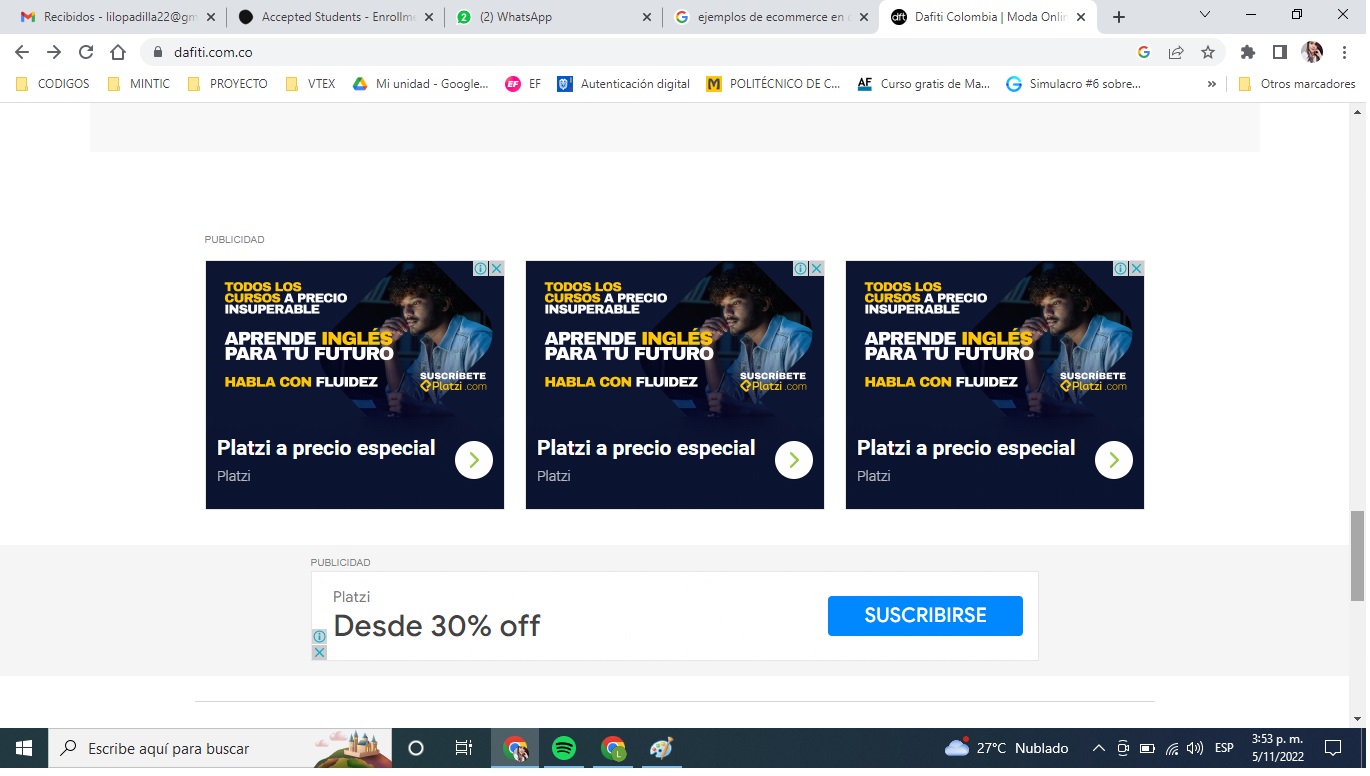 Recibidos - lilopadilla22@gm
Accepted Students - Enrollme
(2) WhatsApp
ejemplos de ecommerce en c
dft
Dafiti Colombia | Moda Onlin
dafiti.com.co
CODIGOS
MINTIC
PROYECTO
VTEX
Mi unidad - Google...
EF
EF
Autenticación digital
M
POLITÉCNICO DE C...
AF
Curso gratis de Ma...
Simulacro #6 sobre...
»
Otros marcadores
PUBLICIDAD
TODOS LOS
CURSOS A PRECIO
INSUPERABLE
APRENDE INGLÉS
PARA TU FUTURO
HABLA CON FLUIDEZ
SUSCRÍBETE
Platzi.com
Platzi a precio especial
Platzi
TODOS LOS
CURSOS A PRECIO
INSUPERABLE
APRENDE INGLÉS
PARA TU FUTURO
HABLA CON FLUIDEZ
SUSCRÍBETE
Platzi.com
Platzi a precio especial
Platzi
TODOS LOS
CURSOS A PRECIO
INSUPERABLE
APRENDE INGLÉS
PARA TU FUTURO
HABLA CON FLUIDEZ
SUSCRÍBETE
Platzi.com
Platzi a precio especial
Platzi
PUBLICIDAD
Platzi
Desde 30% off
SUSCRIBIRSE
Escribe aquí para buscar
L
27°C Nublado
ESP
3:53 p. m.
5/11/2022